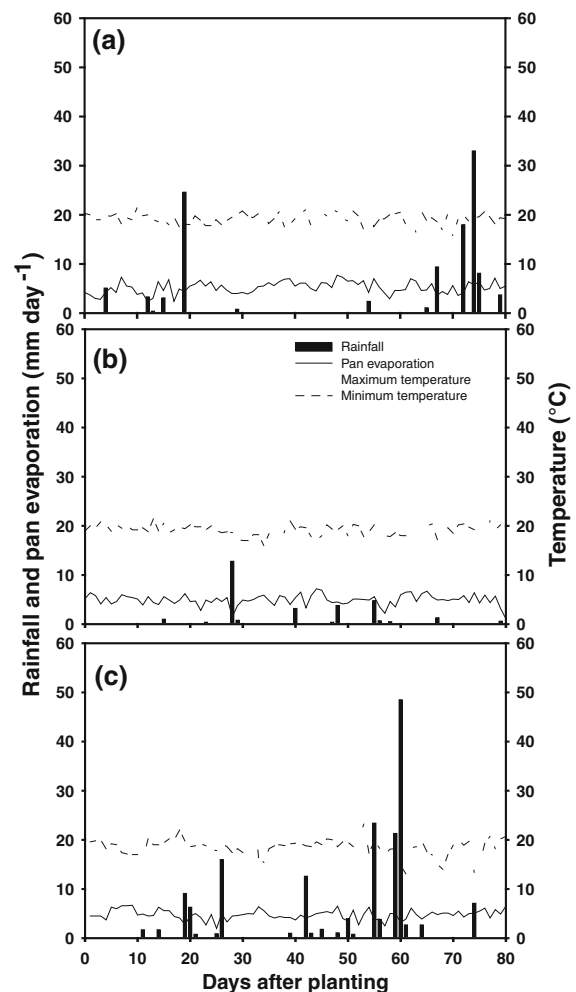 (a)
60 60
50 50
40 40
30 30
20 20
10 10
0 0
(b)
Rainfall
Pan evaporation
Maximum temperature
Minimum temperature
60 60
50 50
40 40
30 30
20 20
10 10
0 0
(c)
60 60
50 50
40 40
30 30
20 20
10 10
0 0
0 10 20 30 40 50 60 70 80
Days after planting
Rainfall and pan evaporation (mm day -1)
Temperature (°C)